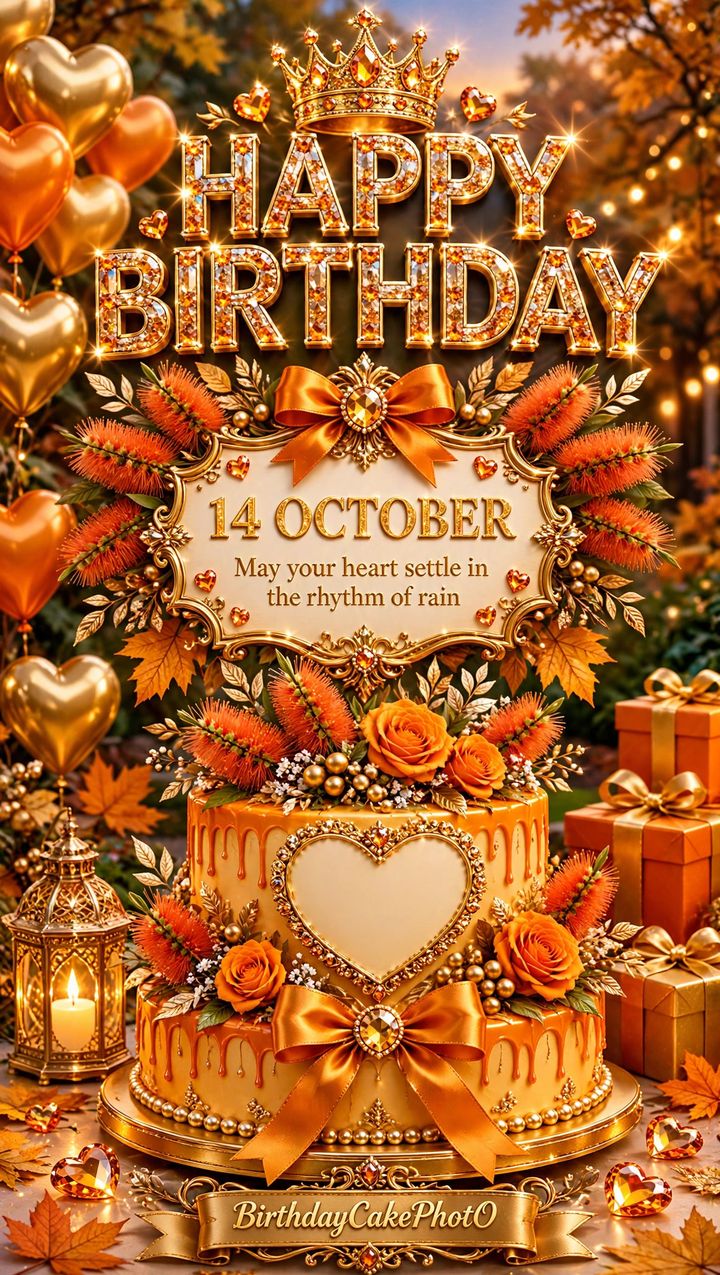 HAPPY
BIRTHDAY
14 OCTOBER
May your heart settle in
the rhythm of rain
BirthdayCakePhotO